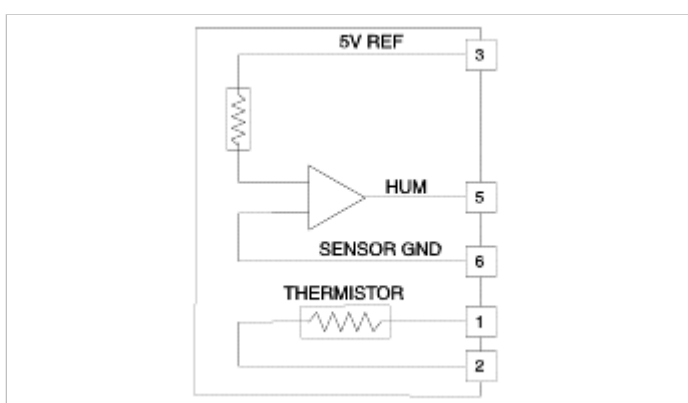 5V REF
3
HUM
5
SENSOR GND
6
THERMISTOR
1
2